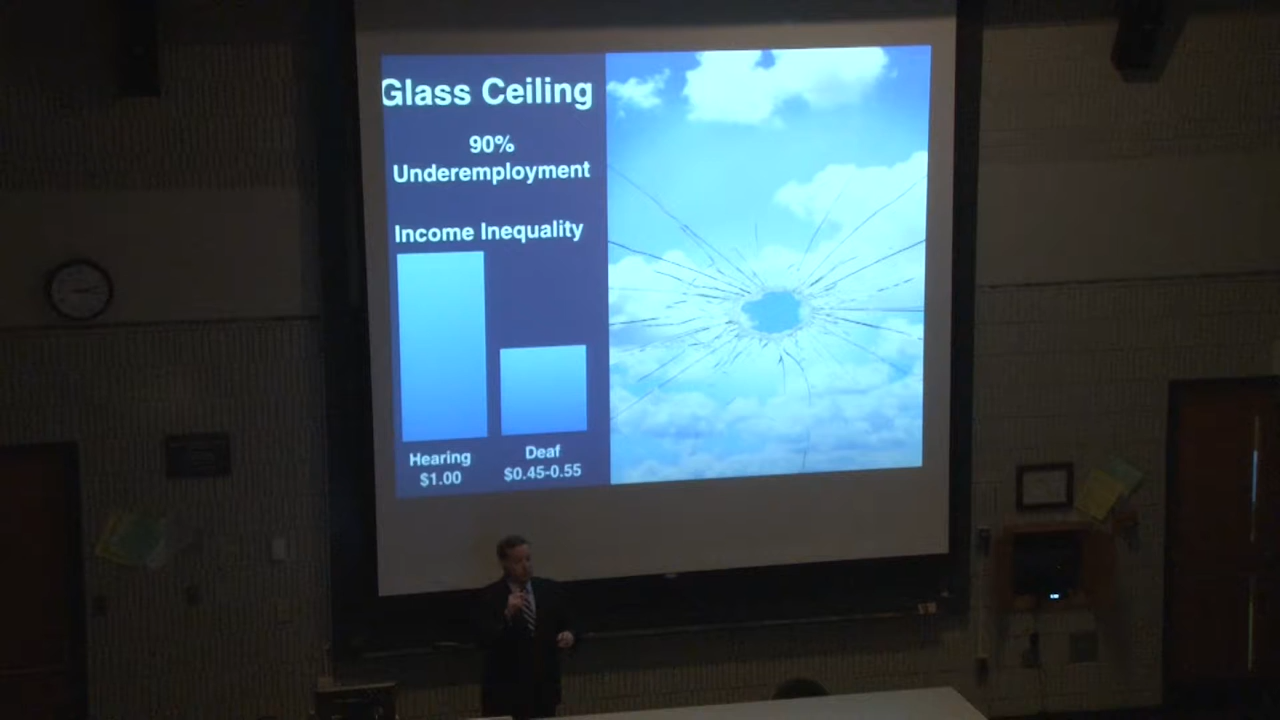 Glass Ceiling
90%
Underemployment
Income Inequality
Hearing
$1.00
Deaf
$0.45-0.55